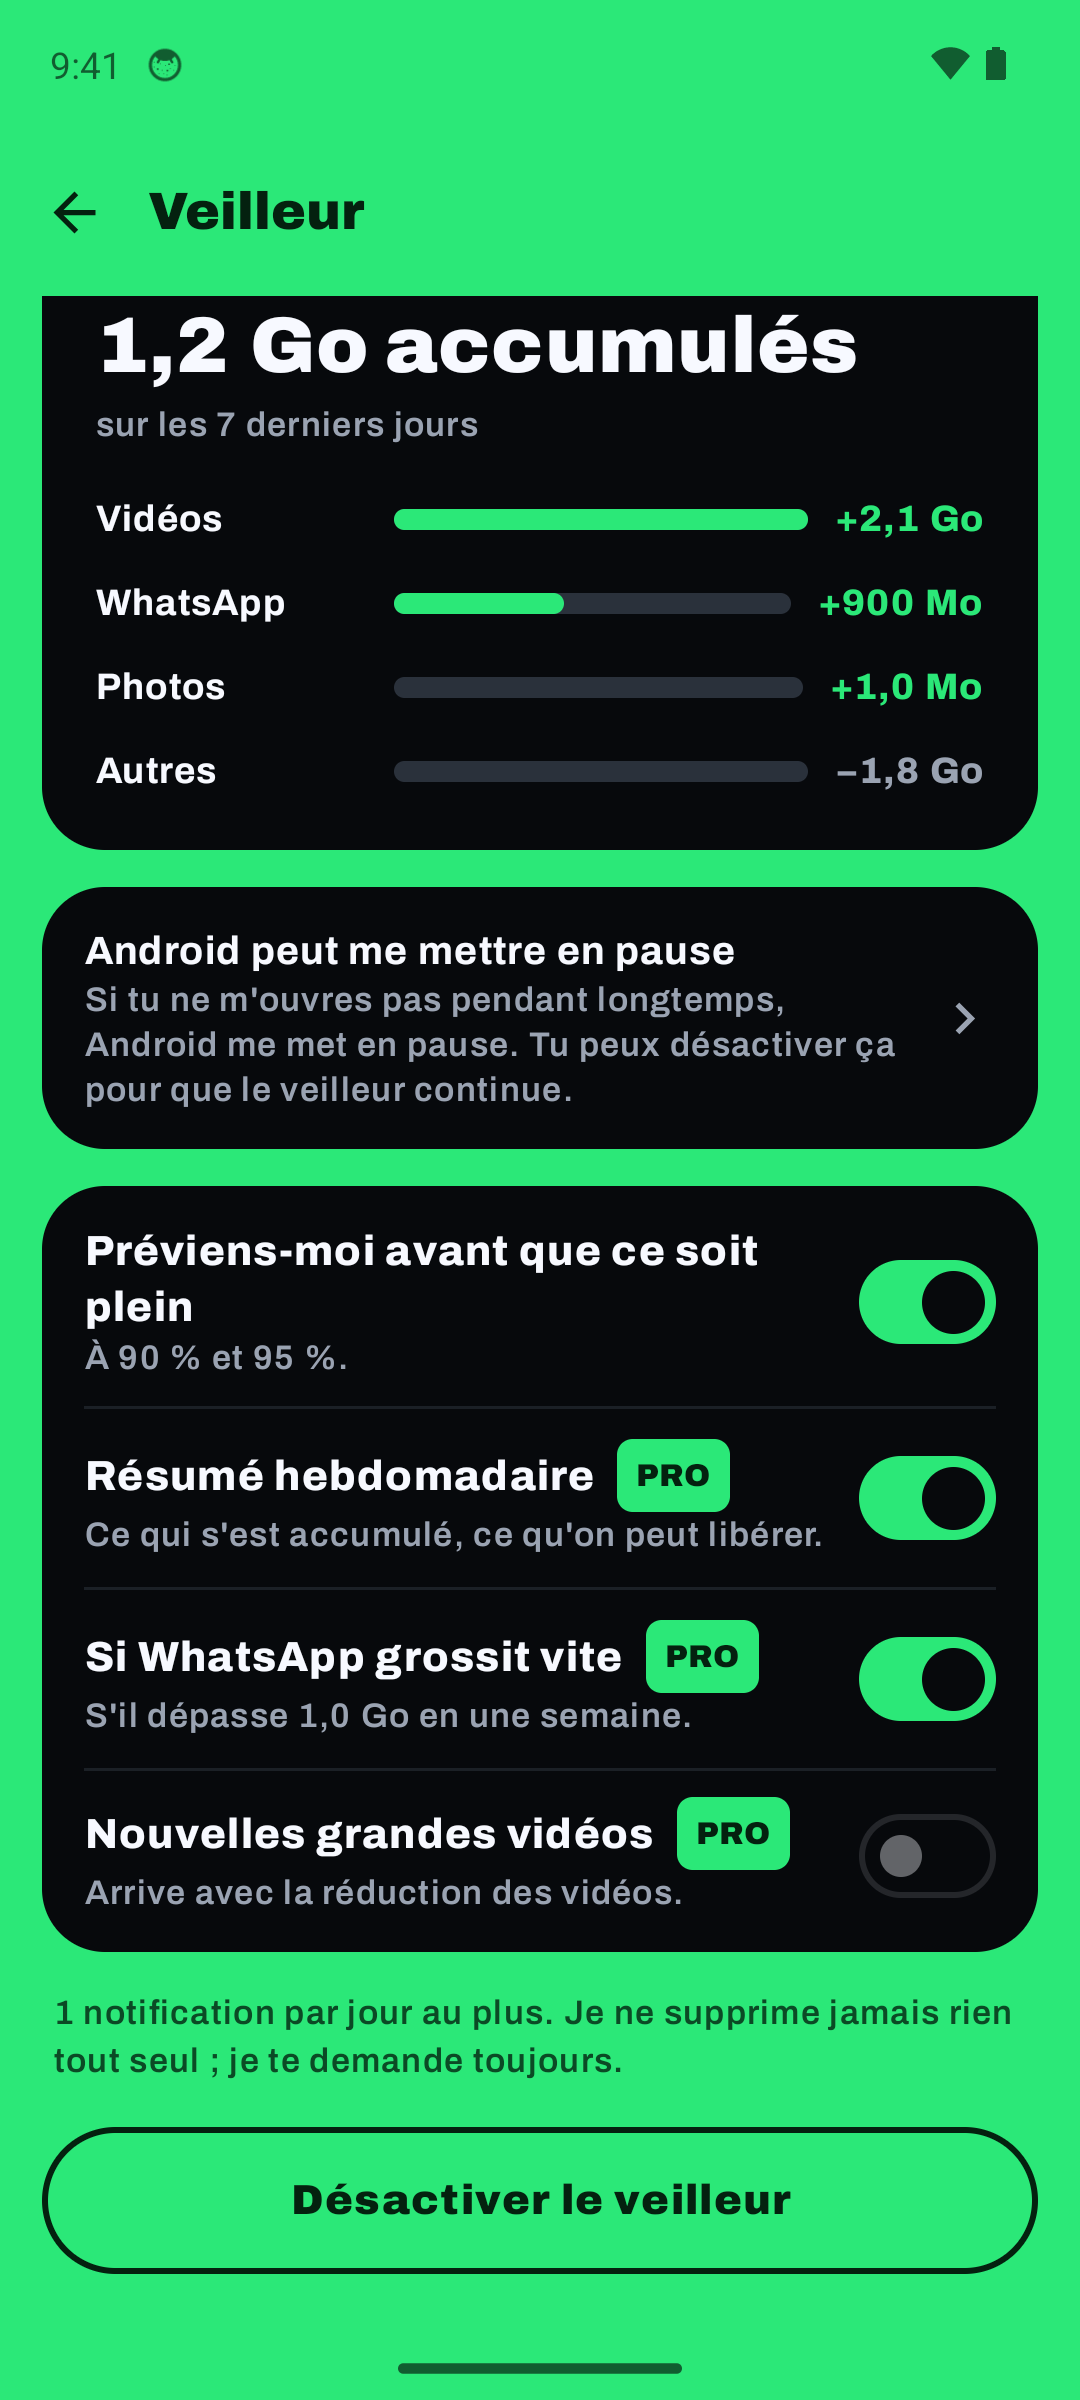 9:41
Veilleur
1,2 Go accumulés
sur les 7 derniers jours
Vidéos +2,1 Go
WhatsApp +900 Mo
Photos +1,0 Mo
Autres −1,8 Go
Android peut me mettre en pause
Si tu ne m'ouvres pas pendant longtemps,
Android me met en pause. Tu peux désactiver ça
pour que le veilleur continue.
Préviens-moi avant que ce soit
plein
À 90 % et 95 %.
Résumé hebdomadaire PRO
Ce qui s'est accumulé, ce qu'on peut libérer.
Si WhatsApp grossit vite PRO
S'il dépasse 1,0 Go en une semaine.
Nouvelles grandes vidéos PRO
Arrive avec la réduction des vidéos.
1 notification par jour au plus. Je ne supprime jamais rien
tout seul ; je te demande toujours.
Désactiver le veilleur